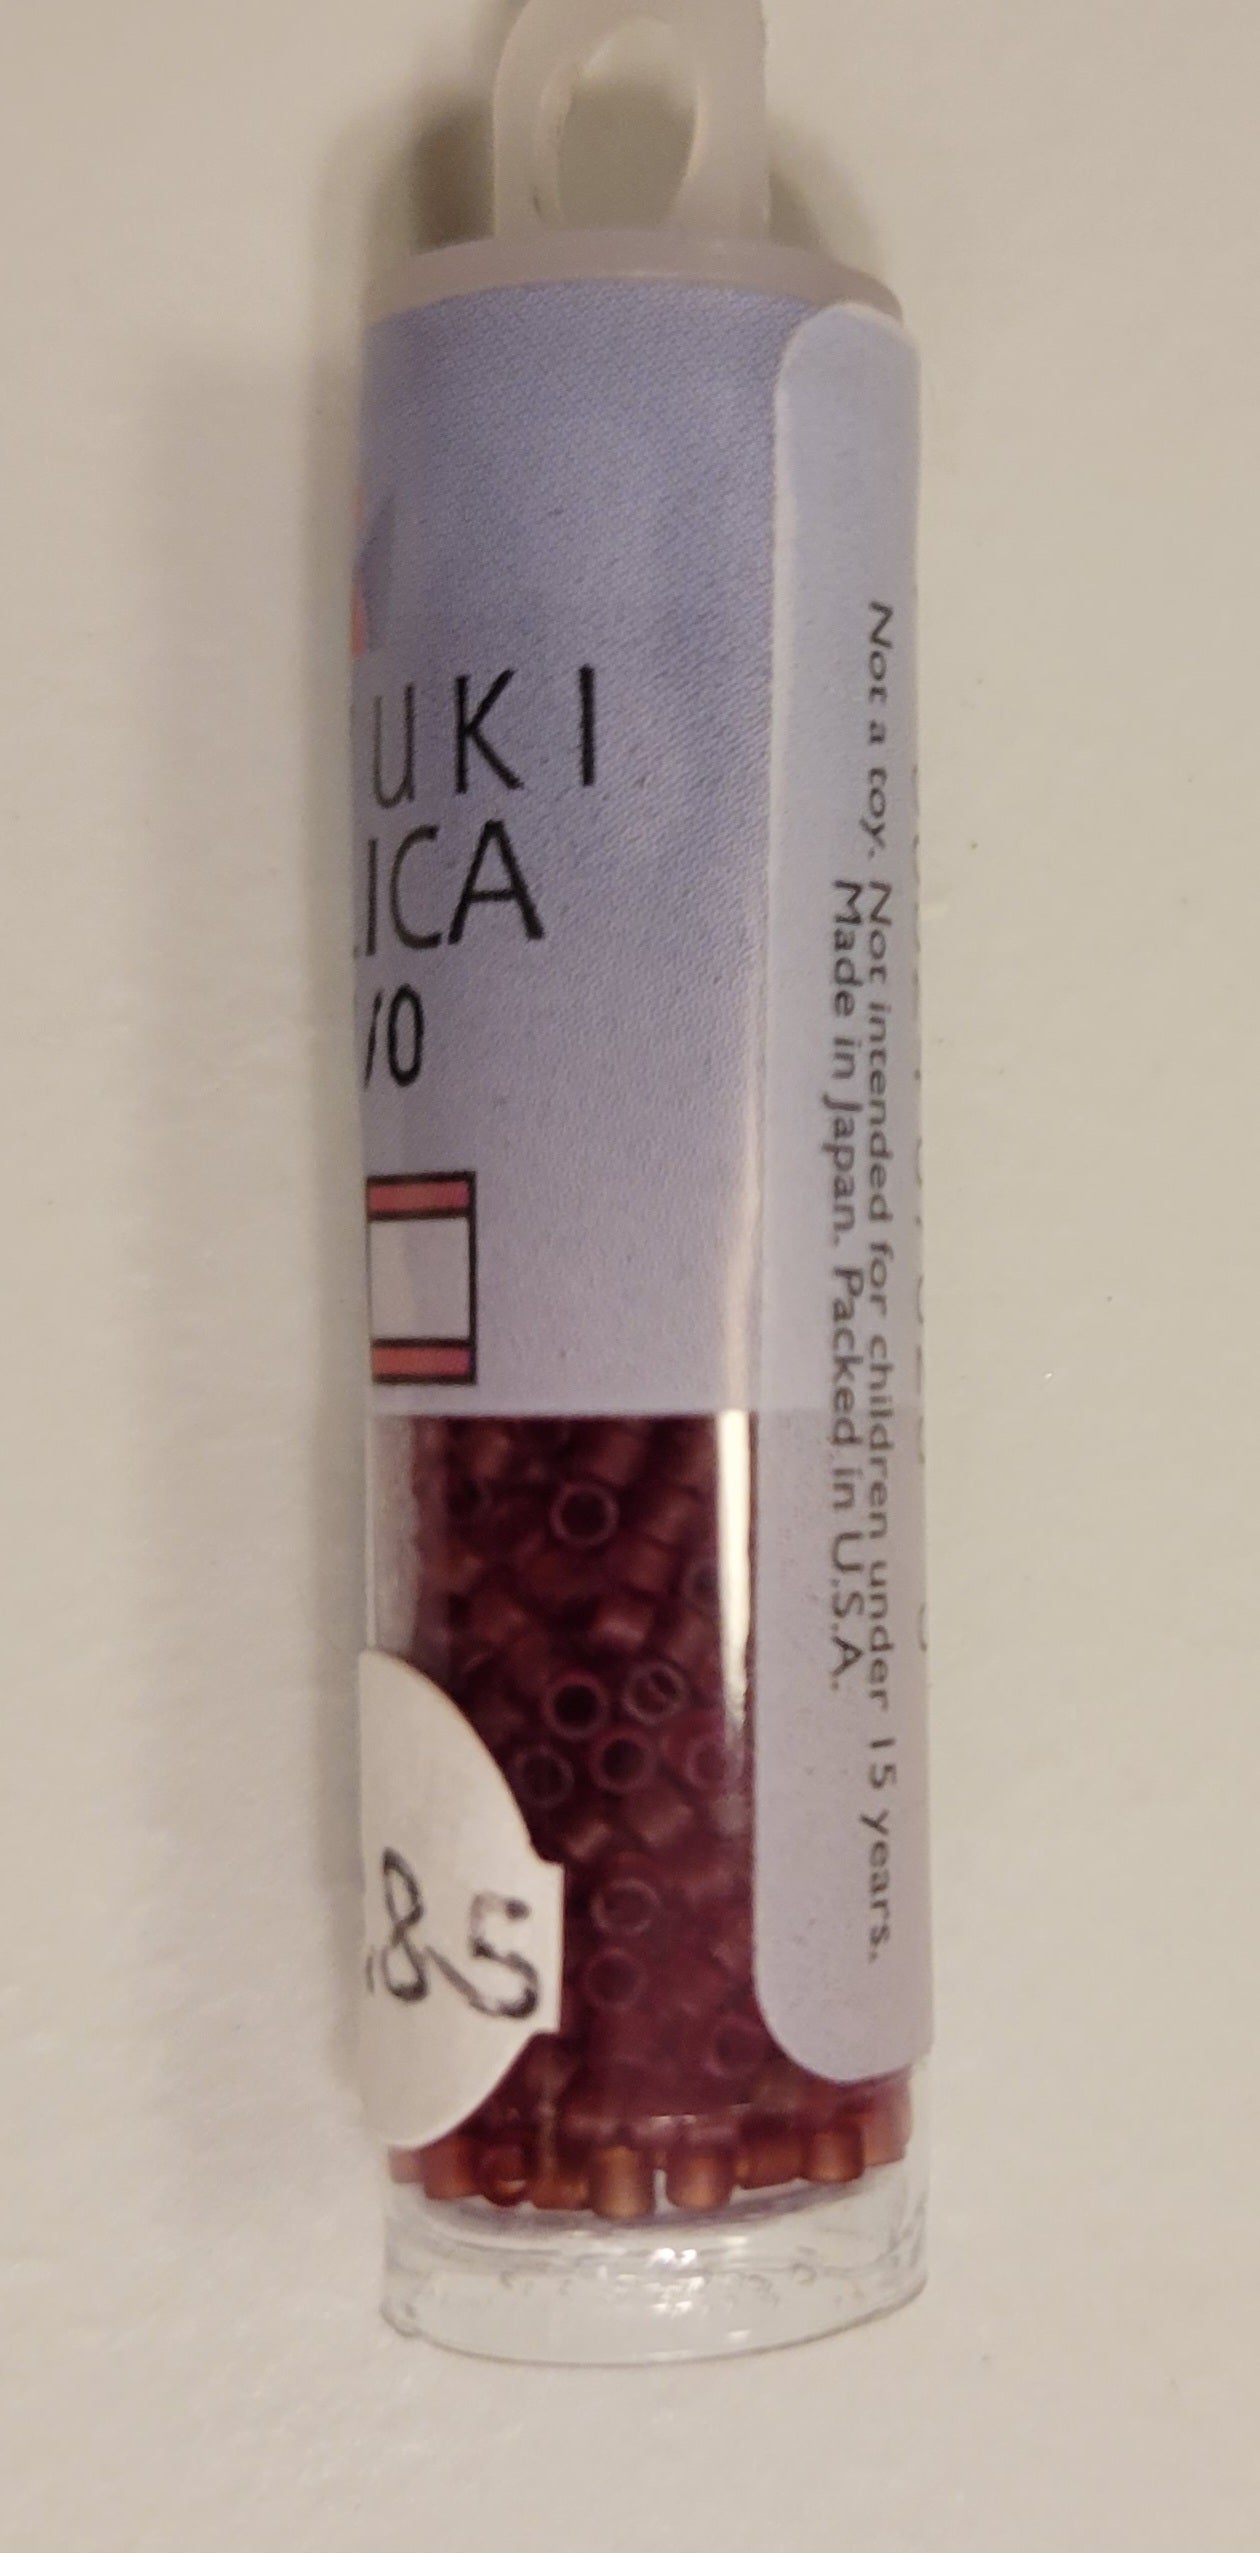 UKI
ICA
/0
.85
Not a toy. Not intended for children under 15 years.
Made in Japan. Packed in U.S.A.